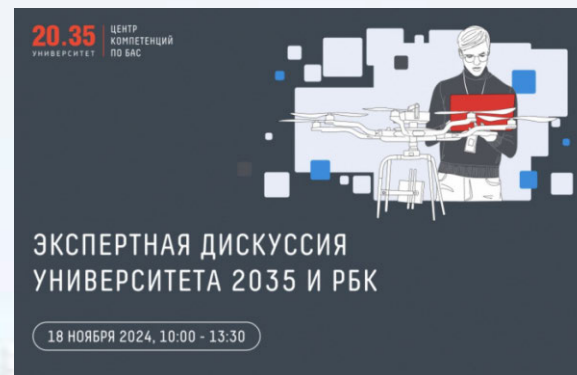 20.35
УНИВЕРСИТЕТ
ЦЕНТР
КОМПЕТЕНЦИЙ
ПО БАС
ЭКСПЕРТНАЯ ДИСКУССИЯ
УНИВЕРСИТЕТА 2035 И РБК
18 НОЯБРЯ 2024, 10:00 - 13:30